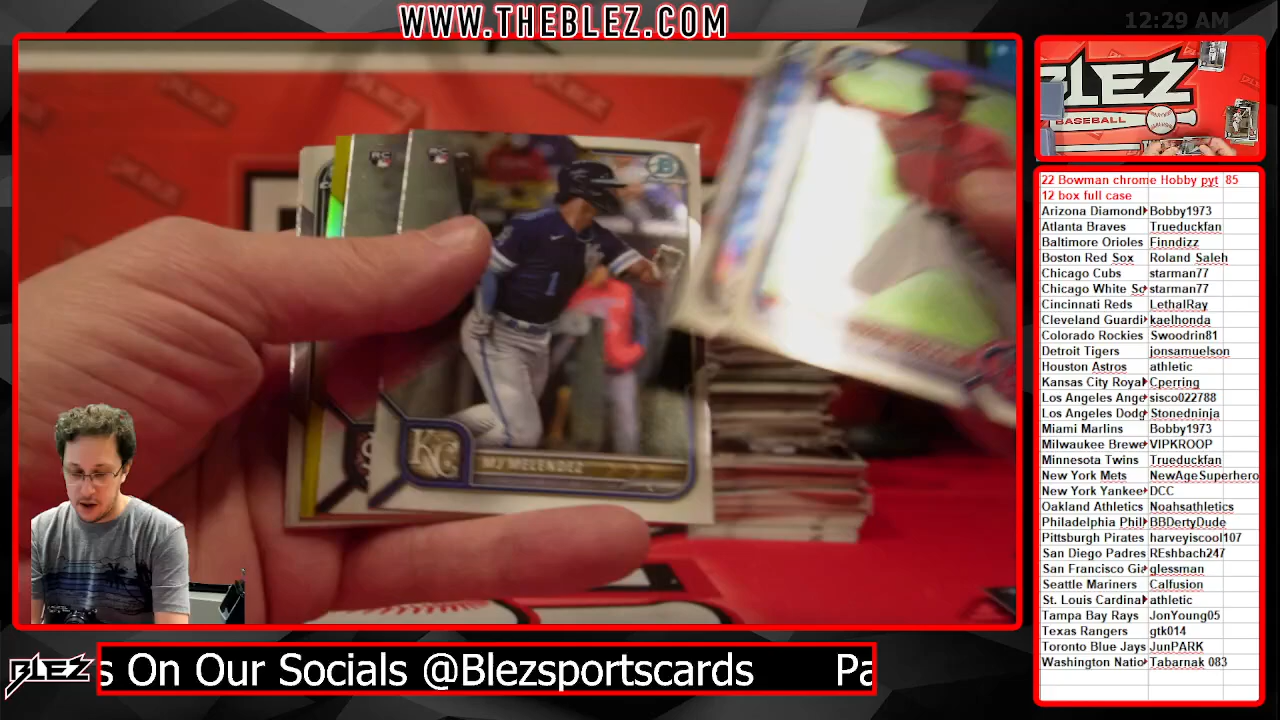 WWW.THEBLEZ.COM
12:29 AM
BLEZ
BASEBALL
22 Bowman chrome Hobby pyt 85
12 box full case
Arizona Diamond Bobby1973
Atlanta Braves Trueduckfan
Baltimore Orioles Finndizz
Boston Red Sox Roland Saleh
Chicago Cubs starman77
Chicago White So starman77
Cincinnati Reds LethalRay
Cleveland Guardi kaelhonda
Colorado Rockies Swoodrin81
Detroit Tigers jonsamuelson
Houston Astros athletic
Kansas City Roya Cperring
Los Angeles Ange sisco022788
Los Angeles Dodg Stonedninja
Miami Marlins Bobby1973
Milwaukee Brewe VIPKROOP
Minnesota Twins Trueduckfan
New York Mets NewAgeSuperhero
New York Yankee DCC
Oakland Athletics Noahsathletics
Philadelphia Phil BBDertyDude
Pittsburgh Pirates harveyiscool107
San Diego Padres REshbach247
San Francisco Gia glessman
Seattle Mariners Calfusion
St. Louis Cardina athletic
Tampa Bay Rays JonYoung05
Texas Rangers gtk014
Toronto Blue Jays JunPARK
Washington Natio Tabarnak 083
RC
RC
1
KC
MJ MELENDEZ
BLEZ
s On Our Socials @Blezsportscards Pa